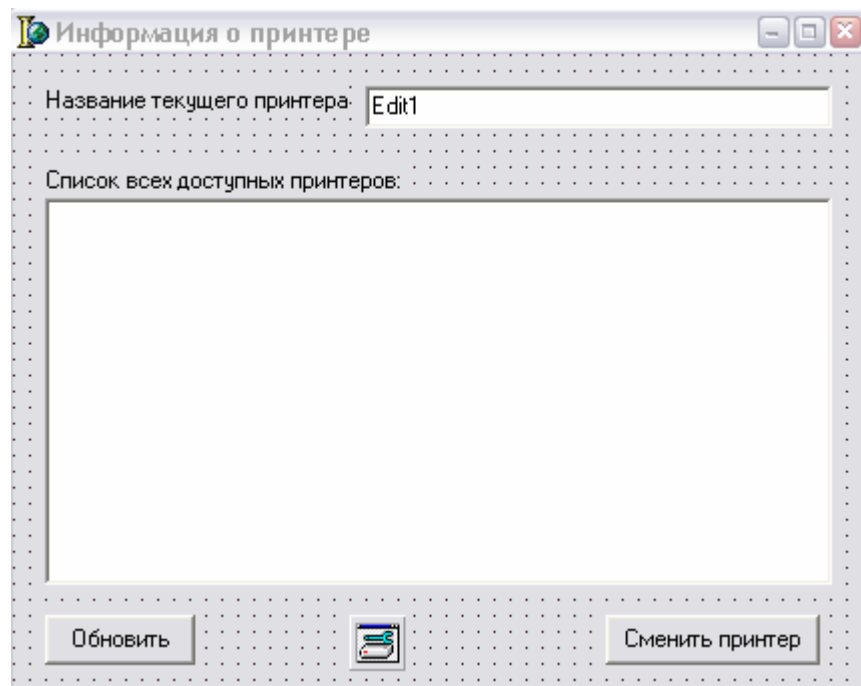 Информация о принтере
Название текущего принтера
Edit1
Список всех доступных принтеров:
Обновить
Сменить принтер